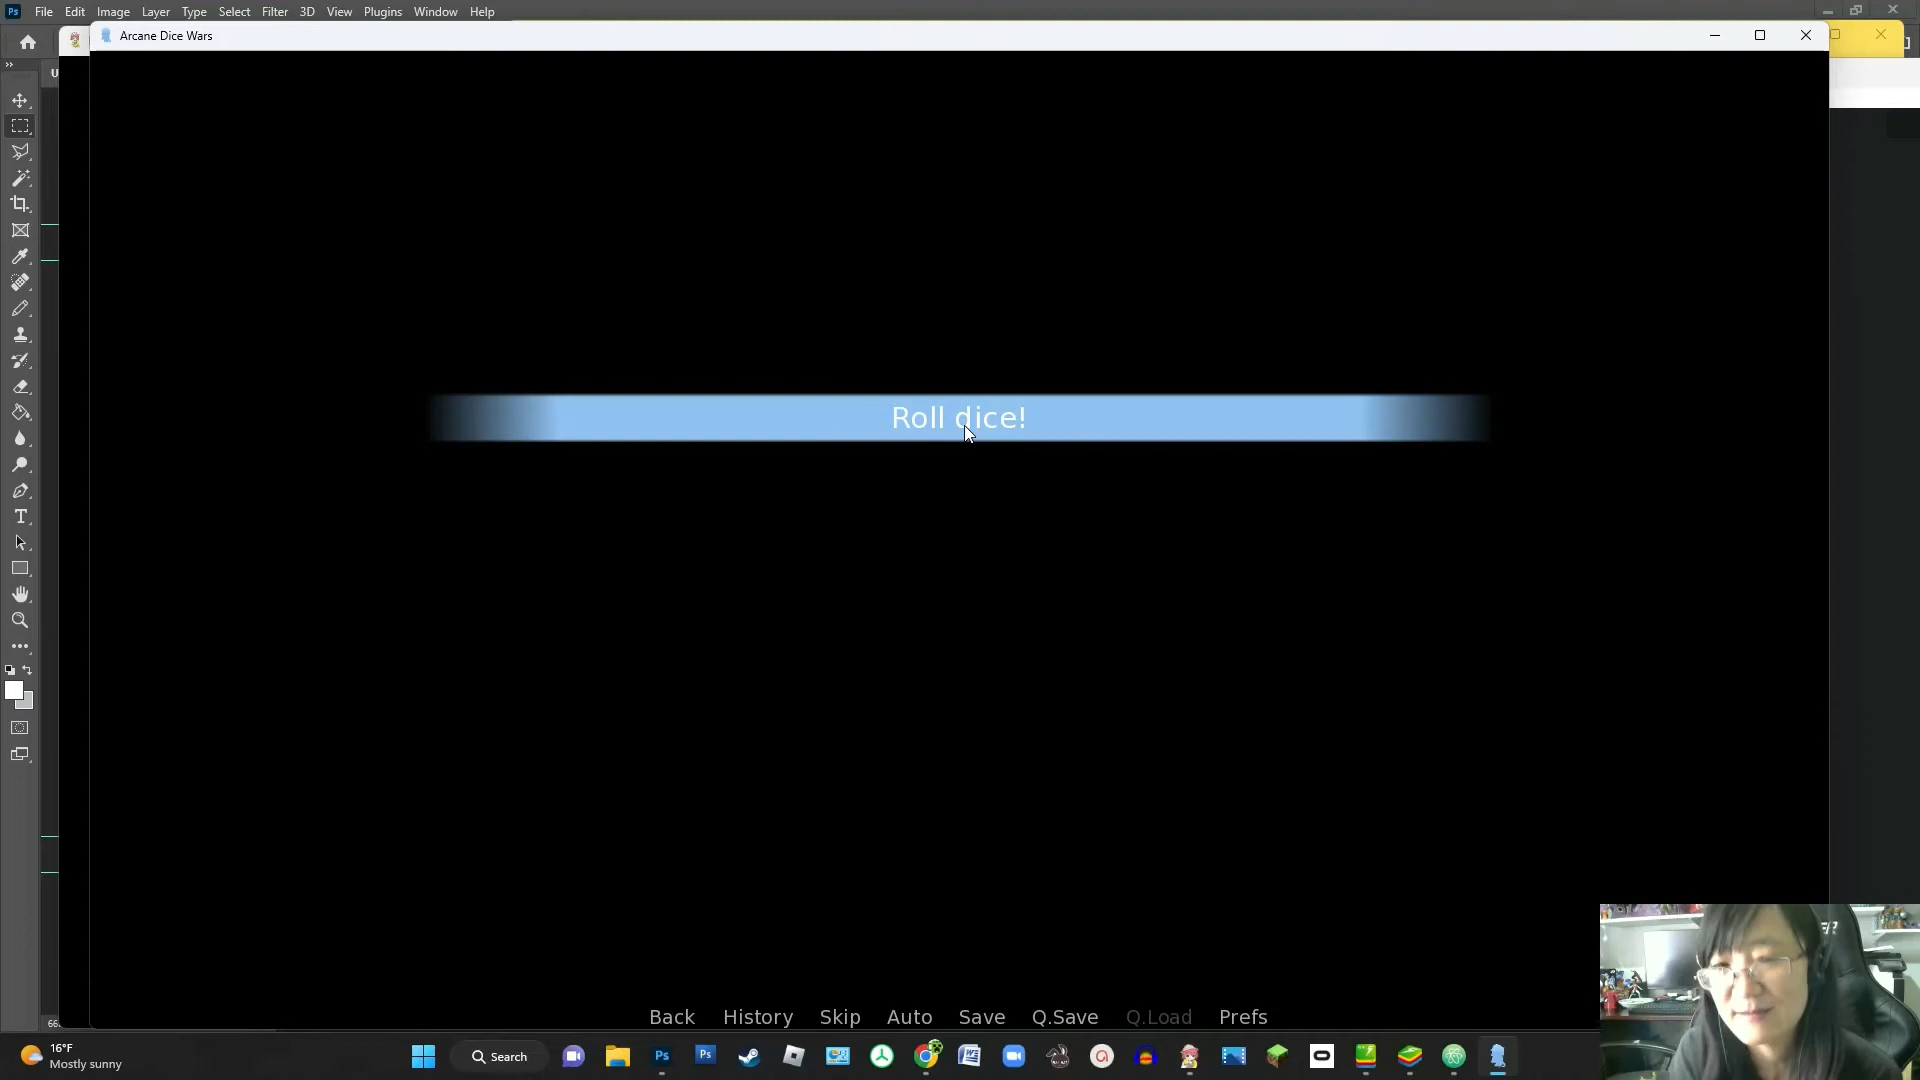 File Edit Image Layer Type Select Filter 3D View Plugins Window Help
Arcane Dice Wars
Roll dice!
Back History Skip Auto Save Q.Save Q.Load Prefs
16°F
Mostly sunny
Search